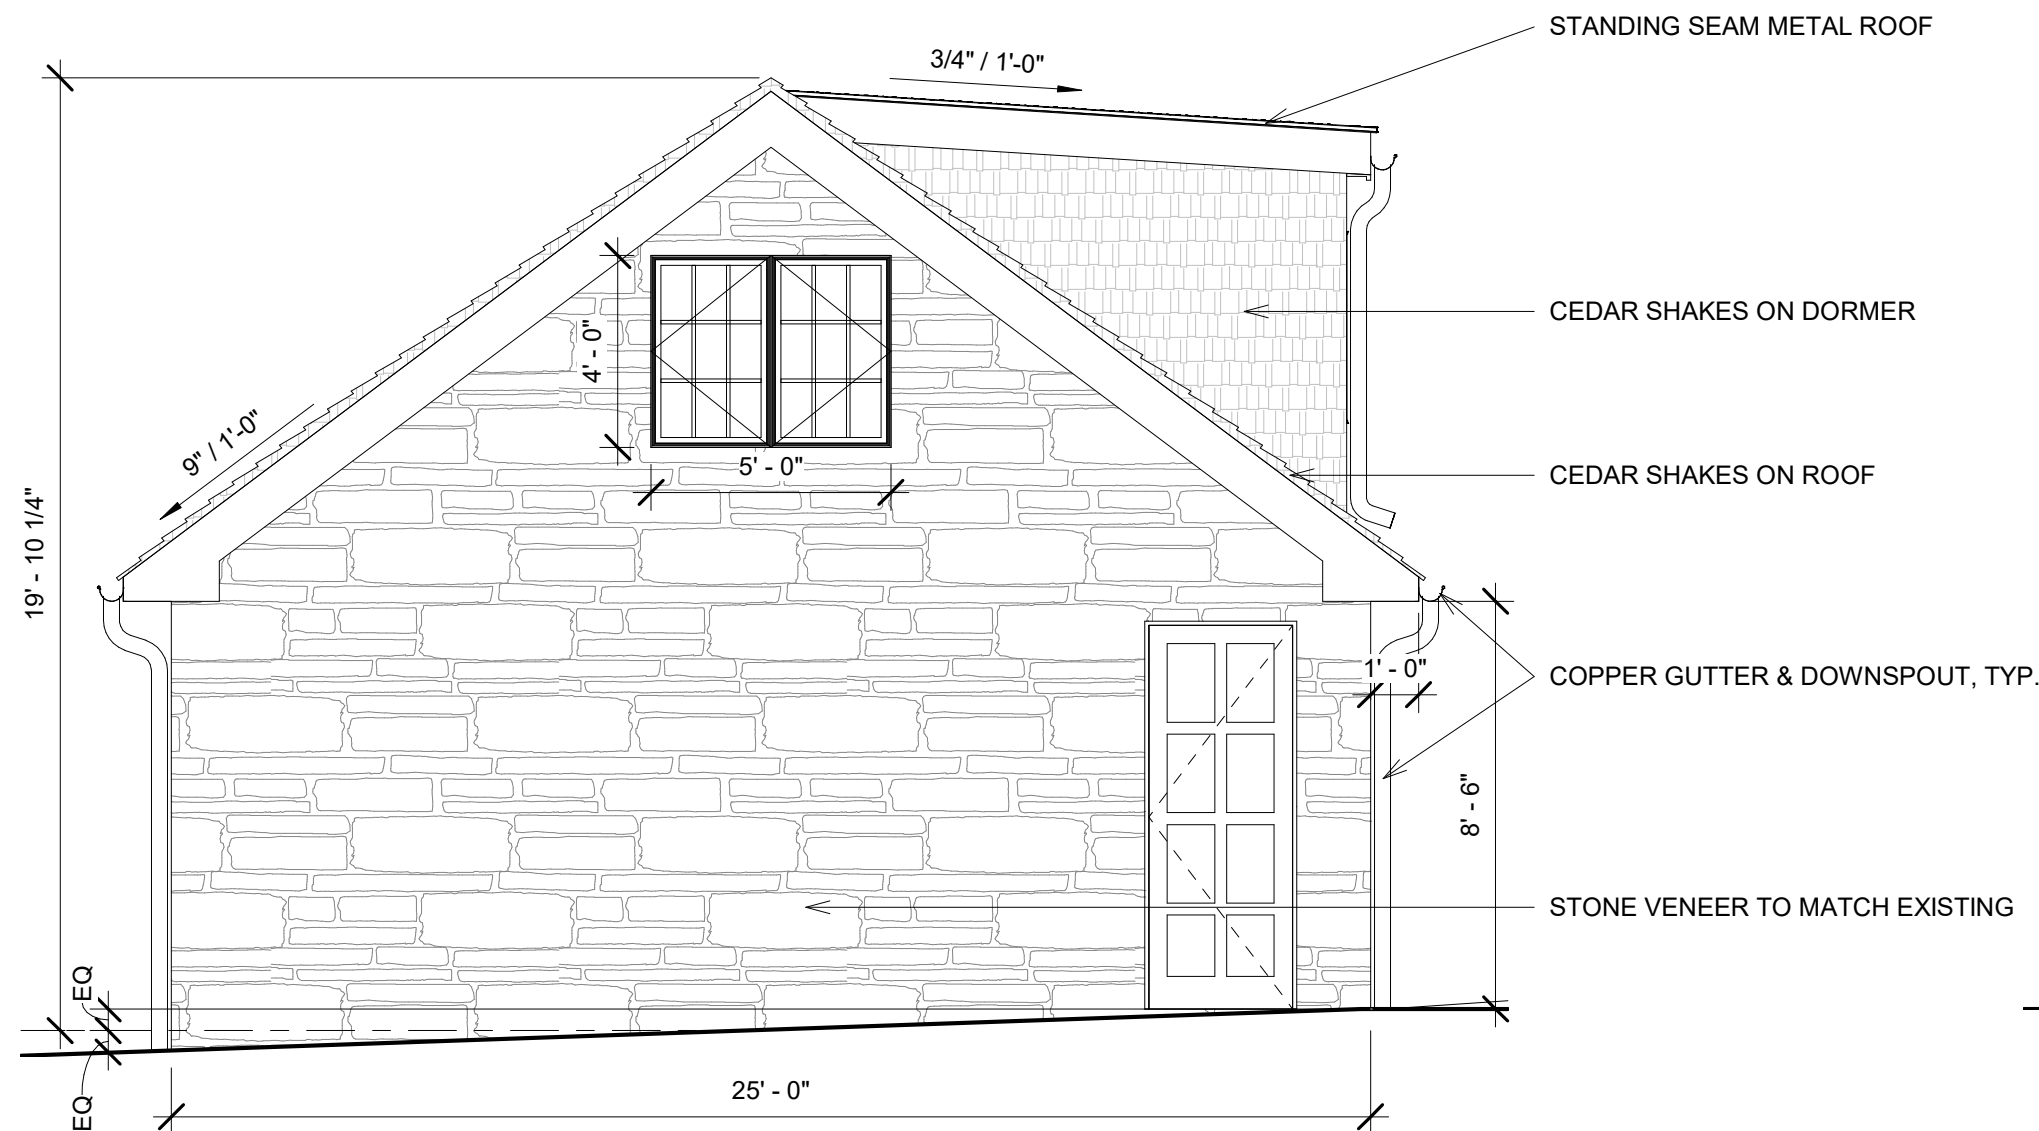 STANDING SEAM METAL ROOF
3/4" / 1'-0"
CEDAR SHAKES ON DORMER
4' - 0"
9" / 1'-0"
5' - 0"
CEDAR SHAKES ON ROOF
19' - 10 1/4"
1' - 0"
COPPER GUTTER & DOWNSPOUT, TYP.
8' - 6"
STONE VENEER TO MATCH EXISTING
EQ
EQ
25' - 0"